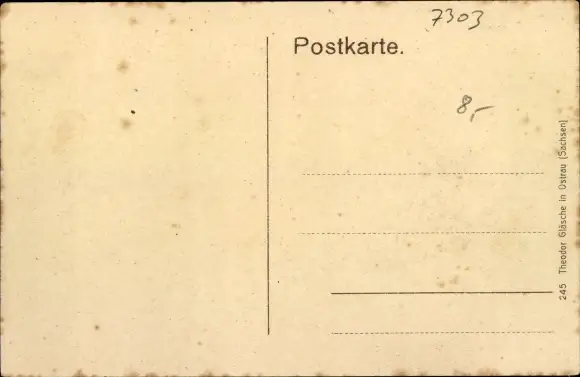 7303
Postkarte.
8,-
245 Theodor Gläsche in Ostrau (Sachsen)